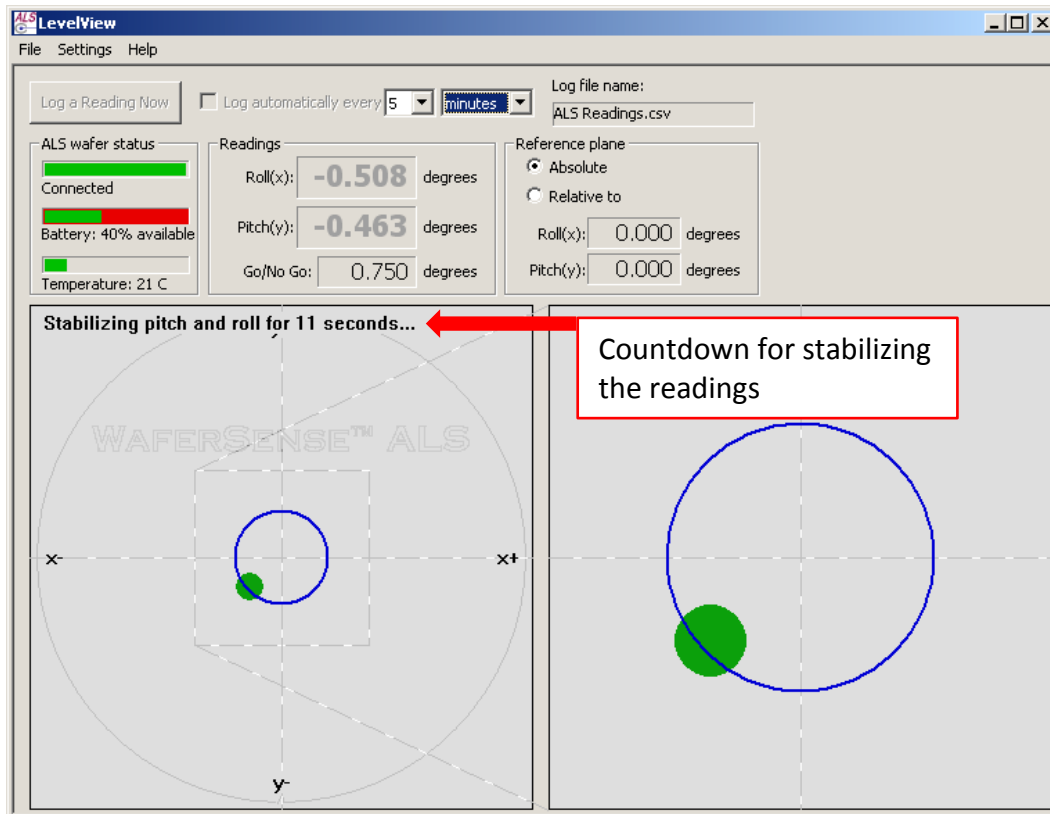 ALS LevelView
File Settings Help
Log a Reading Now
Log automatically every 5 minutes
Log file name:
ALS Readings.csv
ALS wafer status
Connected
Battery: 40% available
Temperature: 21 C
Readings
Roll(x): -0.508 degrees
Pitch(y): -0.463 degrees
Go/No Go: 0.750 degrees
Reference plane
Absolute
Relative to
Roll(x): 0.000 degrees
Pitch(y): 0.000 degrees
Stabilizing pitch and roll for 11 seconds...
Countdown for stabilizing
the readings
WAFERSENSE™ ALS
x-
x+
y-